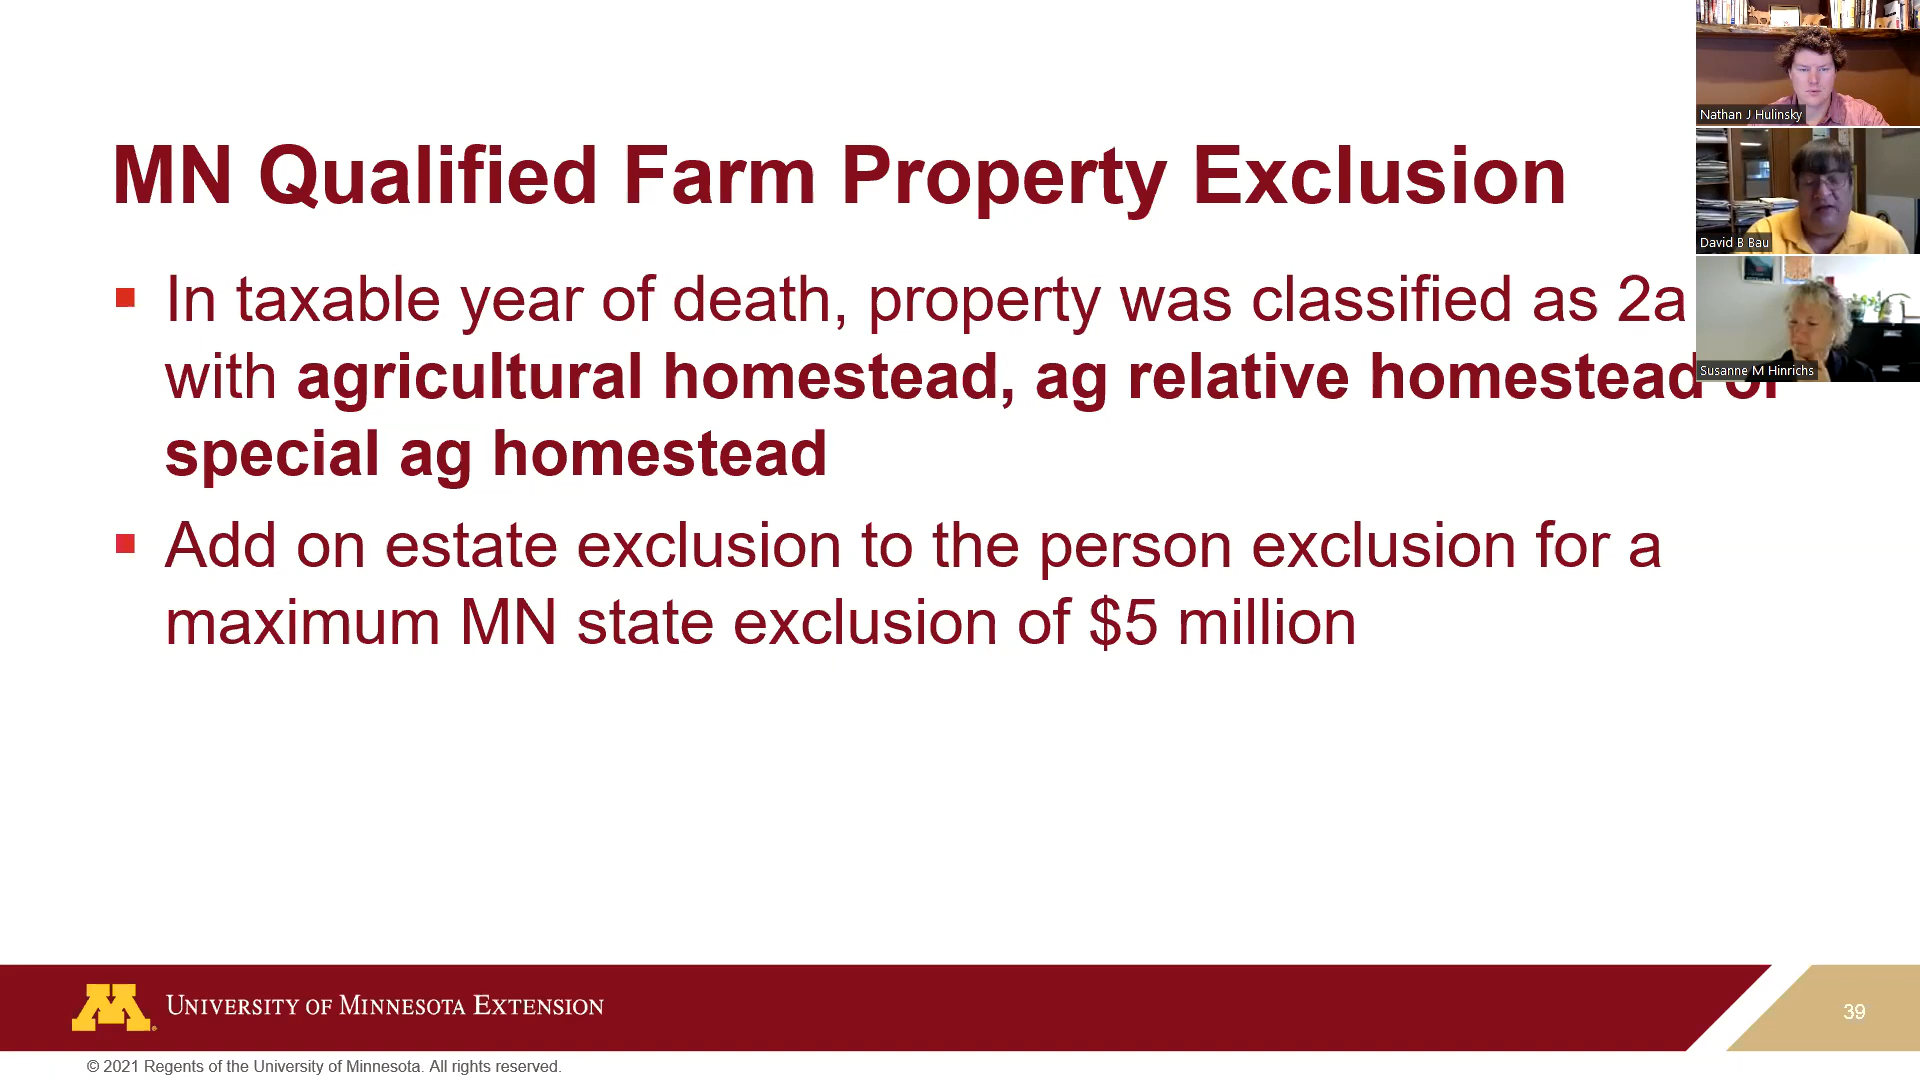 MN Qualified Farm Property Exclusion
In taxable year of death, property was classified as 2a
with agricultural homestead, ag relative homestead or
special ag homestead
Add on estate exclusion to the person exclusion for a
maximum MN state exclusion of $5 million
Nathan J Hulinsky
David B Bau
Susanne M Hinrichs
UNIVERSITY OF MINNESOTA EXTENSION
39
© 2021 Regents of the University of Minnesota. All rights reserved.